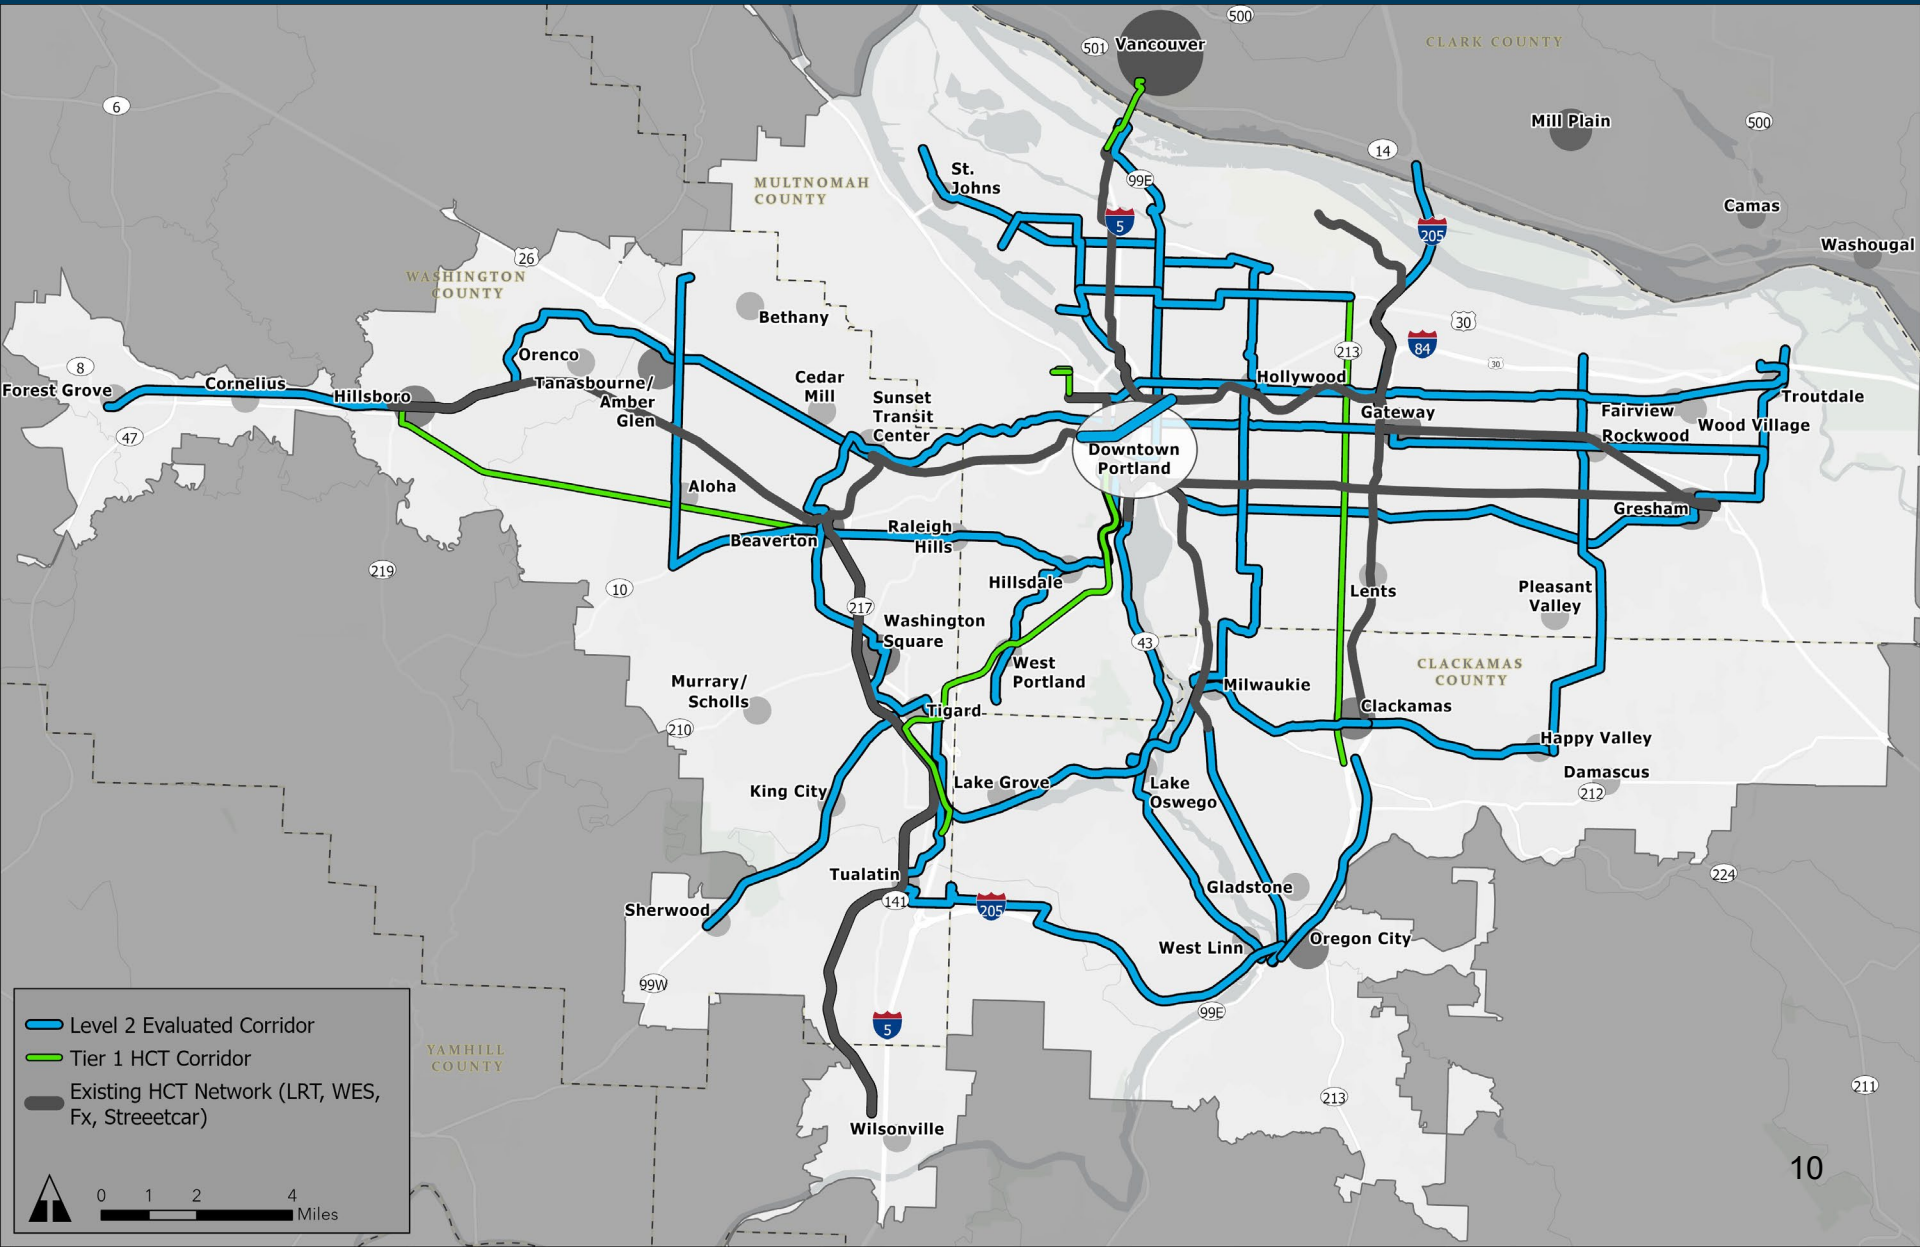 500
501
Vancouver
CLARK COUNTY
6
Mill Plain
500
14
St.
Johns
99E
MULTNOMAH
COUNTY
5
205
Camas
Washougal
26
WASHINGTON
COUNTY
Bethany
30
84
213
30
Orenco
8
Forest Grove
Cornelius
Hillsboro
Tanasbourne/
Amber
Glen
Cedar
Mill
Sunset
Transit
Center
Hollywood
Gateway
Troutdale
Fairview
Wood Village
Rockwood
47
Downtown
Portland
Aloha
Gresham
Raleigh
Hills
Beaverton
219
10
Hillsdale
Lents
Pleasant
Valley
217
Washington
Square
43
West
Portland
CLACKAMAS
COUNTY
Murrary/
Scholls
Milwaukie
210
Tigard
Clackamas
Happy Valley
Damascus
212
King City
Lake Grove
Lake
Oswego
Tualatin
141
205
Gladstone
224
Sherwood
West Linn
Oregon City
99W
99E
5
Level 2 Evaluated Corridor
Tier 1 HCT Corridor
Existing HCT Network (LRT, WES,
Fx, Streeetcar)
YAMHILL
COUNTY
213
211
Wilsonville
10
0 1 2 4
Miles